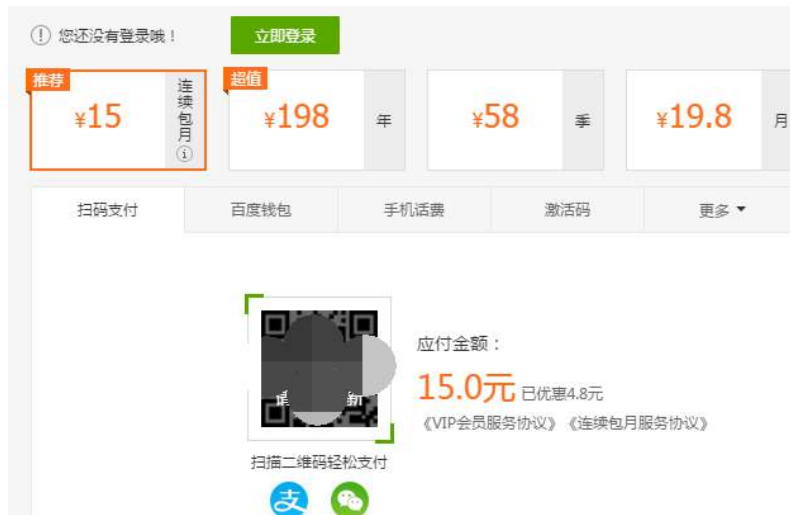 您还没有登录哦！ 立即登录
推荐 超值
¥15 连续包月 ¥198 年 ¥58 季 ¥19.8 月
扫码支付 百度钱包 手机话费 激活码 更多
应付金额：
15.0元 已优惠4.8元
《VIP会员服务协议》《连续包月服务协议》
扫描二维码轻松支付
支